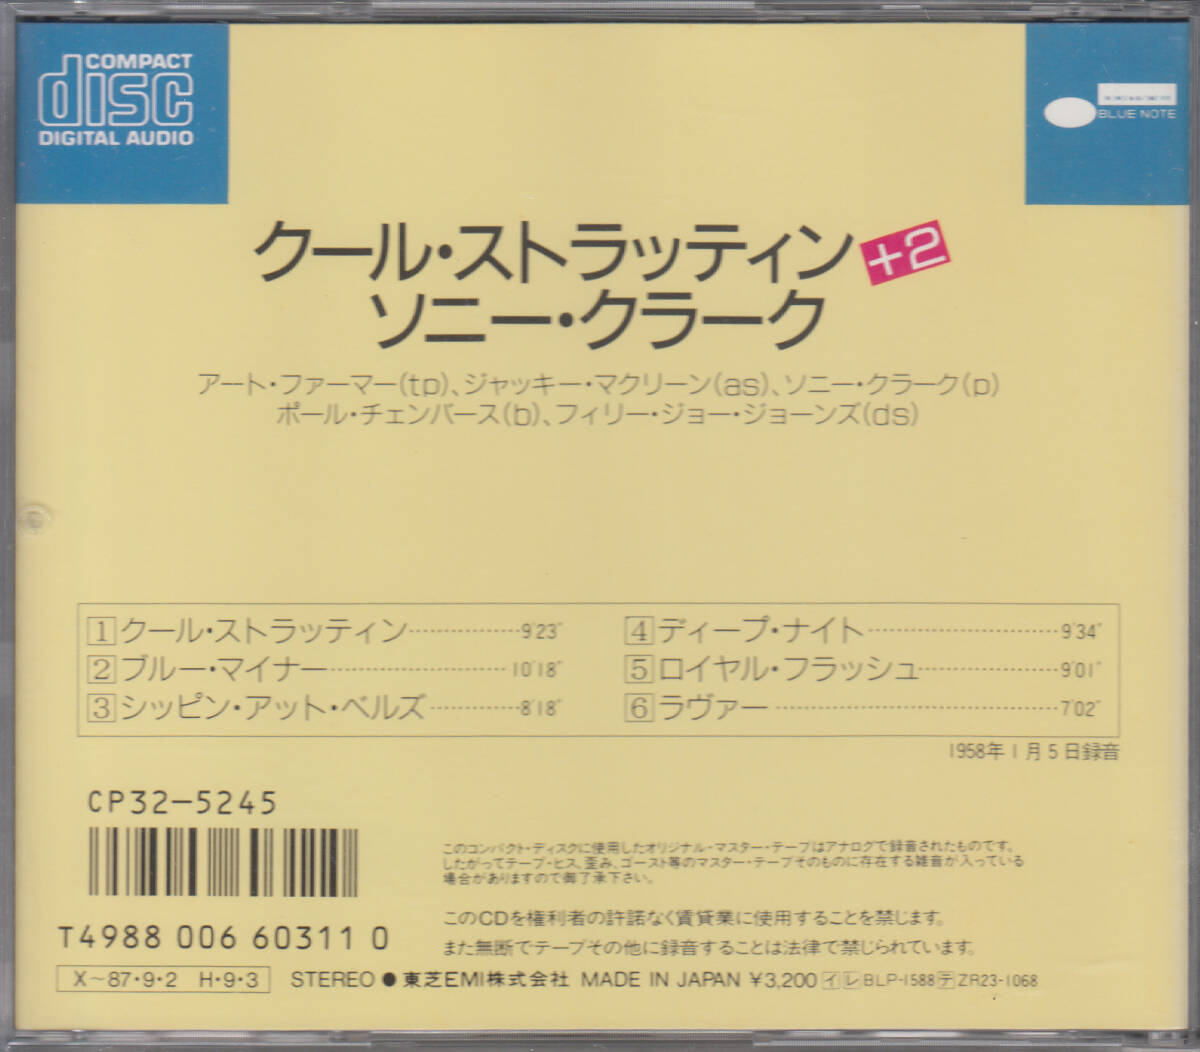 COMPACT
disc
DIGITAL AUDIO
BLUE NOTE
クール・ストラッティン+2
ソニー・クラーク
アート・ファーマー(tp)、ジャッキー・マクリーン(as)、ソニー・クラーク(p)
ポール・チェンバース(b)、フィリー・ジョー・ジョーンズ(ds)
1 クール・ストラッティン 9′23″
2 ブルー・マイナー 10′18″
3 シッピン・アット・ベルズ 8′18″
4 ディープ・ナイト 9′34″
5 ロイヤル・フラッシュ 9′01″
6 ラヴァー 7′02″
1958年1月5日録音
CP32-5245
T4988 006 60311 0
このコンパクト・ディスクに使用したオリジナル・マスター・テープはアナログで録音されたものです。
したがってテープ・ヒス、歪み、ゴースト等のマスター・テープそのものに存在する雑音が入っている
場合がありますので御了承下さい。
このCDを権利者の許諾なく賃貸業に使用することを禁じます。
また無断でテープその他に録音することは法律で禁じられています。
X〜87・9・2 H・9・3 STEREO ● 東芝EMI株式会社 MADE IN JAPAN ¥3,200 イ レ BLP-1588 テ ZR23-1068